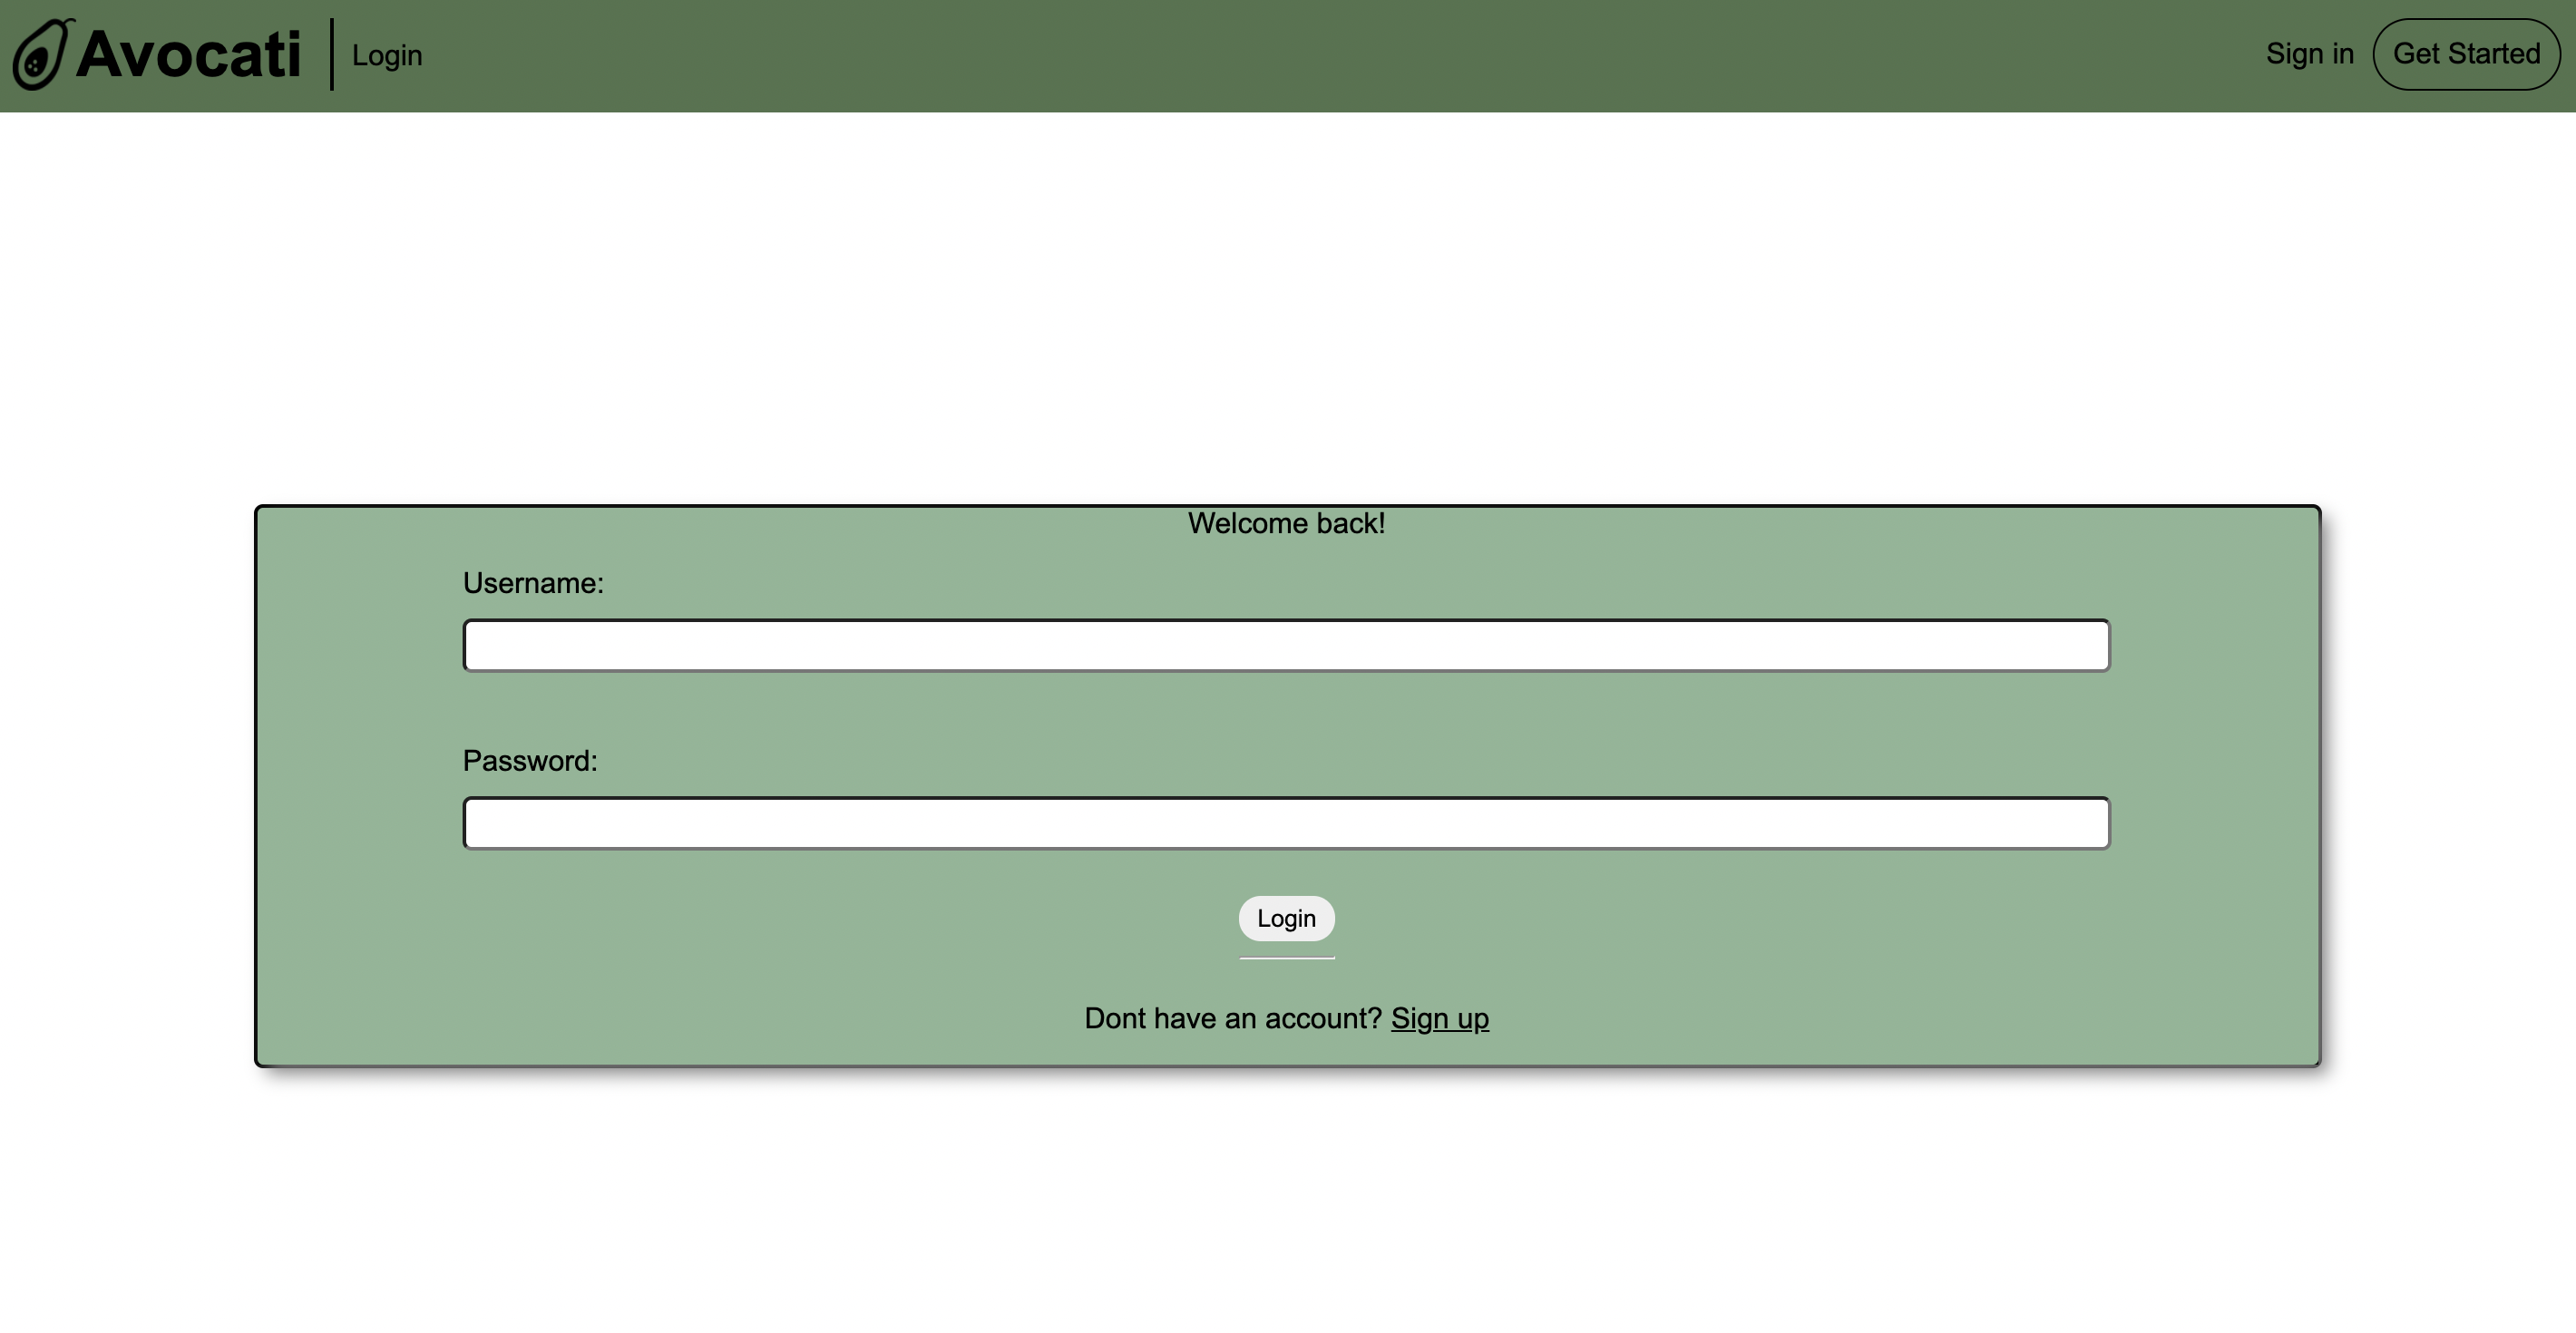 Avocati
Login
Sign in
Get Started
Welcome back!
Username:
Password:
Login
Dont have an account? Sign up